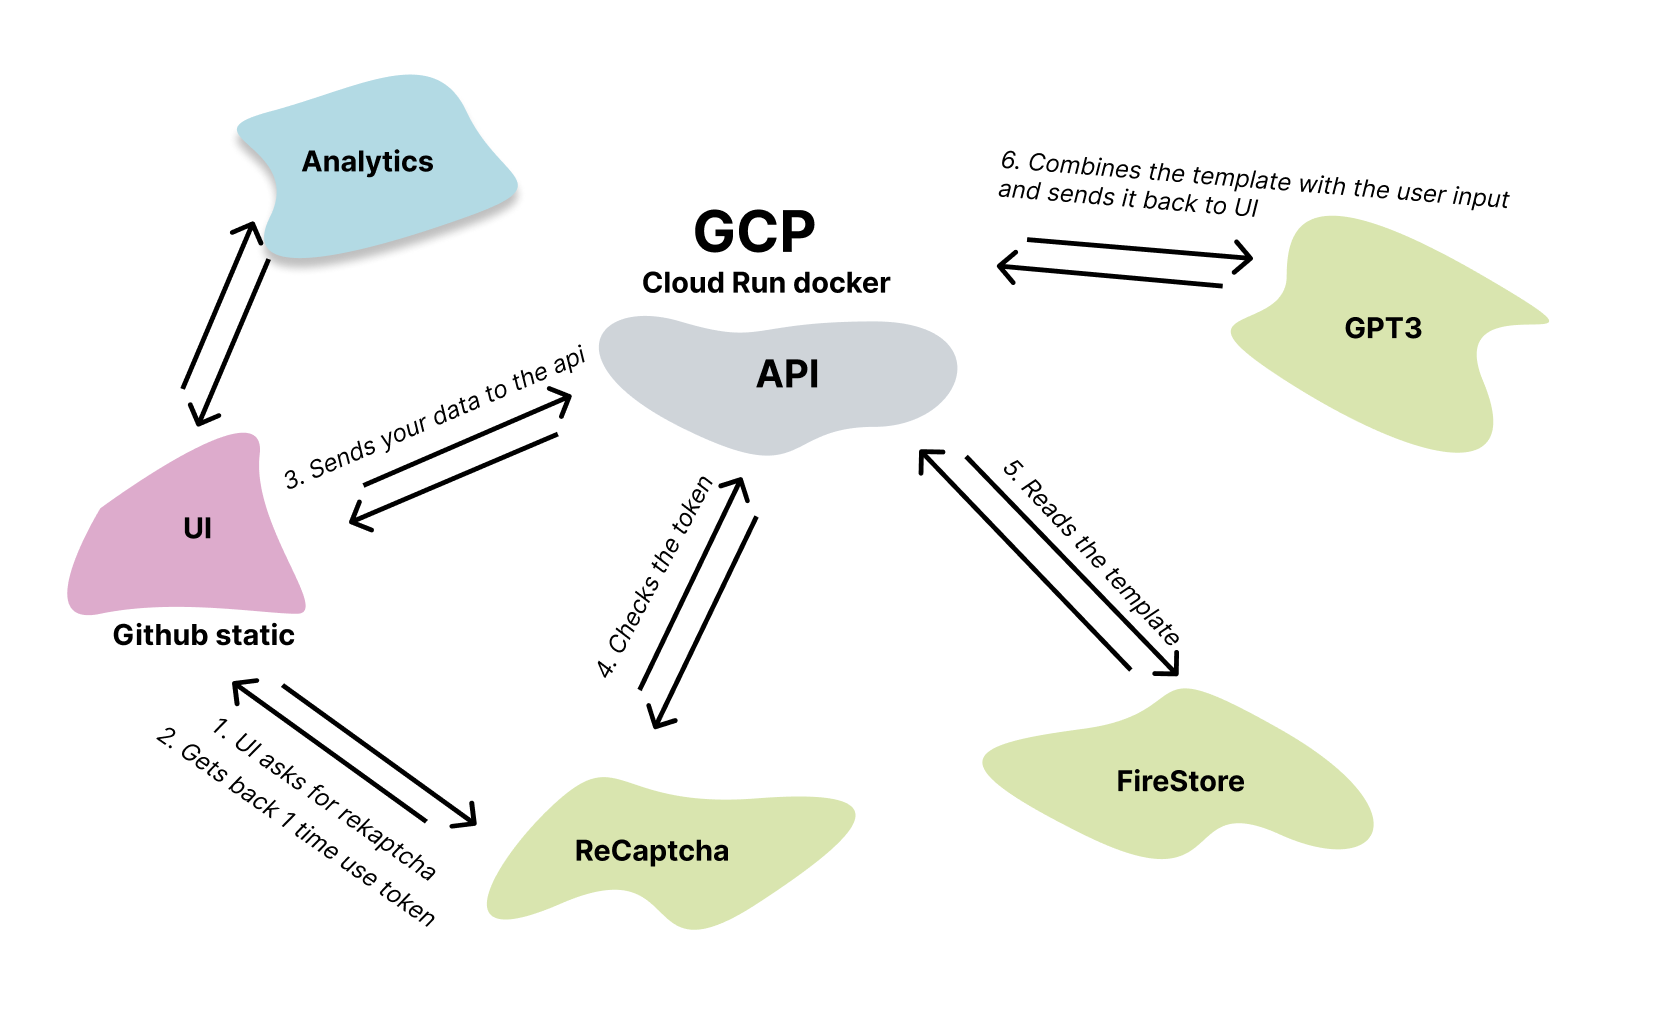 Analytics
6. Combines the template with the user input
and sends it back to UI
GCP
Cloud Run docker
GPT3
API
3. Sends your data to the api
UI
Github static
4. Checks the token
5. Reads the template
1. UI asks for rekaptcha
2. Gets back 1 time use token
FireStore
ReCaptcha